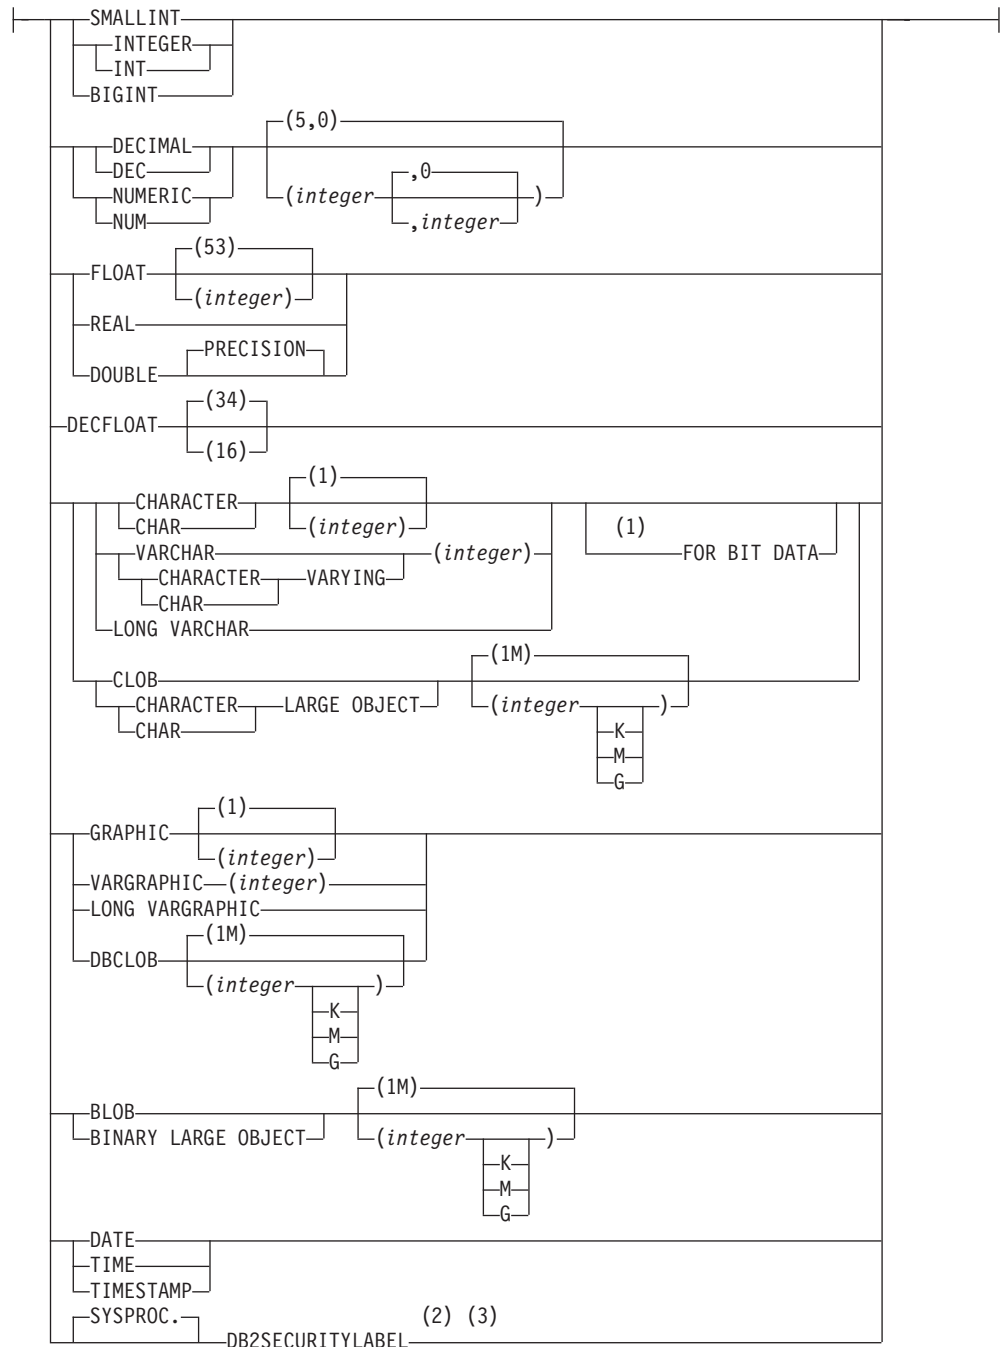 SMALLINT
INTEGER
INT
BIGINT
(5,0)
DECIMAL
DEC
,0
NUMERIC (integer )
NUM ,integer
(53)
FLOAT
(integer)
REAL
PRECISION
DOUBLE
(34)
DECFLOAT
(16)
(1)
CHARACTER
CHAR (integer) (1)
VARCHAR (integer) FOR BIT DATA
CHARACTER VARYING
CHAR
LONG VARCHAR
(1M)
CLOB
CHARACTER LARGE OBJECT (integer )
CHAR K
M
G
(1)
GRAPHIC
(integer)
VARGRAPHIC (integer)
LONG VARGRAPHIC
(1M)
DBCLOB
(integer )
K
M
G
(1M)
BLOB
BINARY LARGE OBJECT (integer )
K
M
G
DATE
TIME
TIMESTAMP
SYSPROC. (2) (3)
DB2SECURITYLABEL